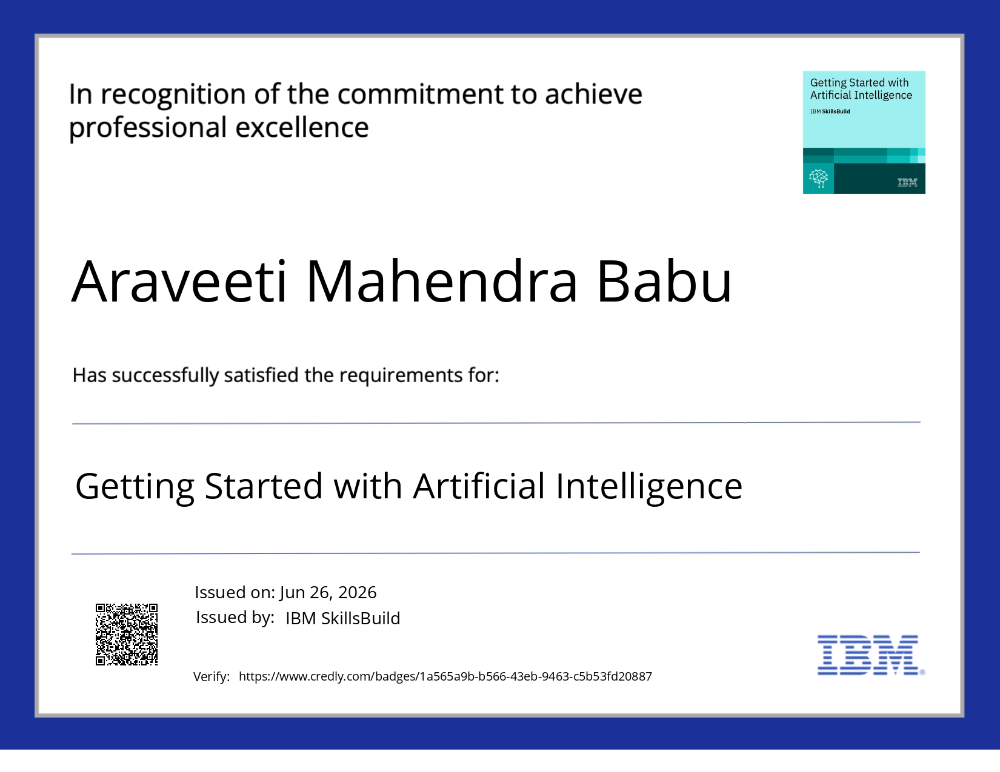 In recognition of the commitment to achieve
professional excellence
Getting Started with
Artificial Intelligence
IBM SkillsBuild
IBM
Araveeti Mahendra Babu
Has successfully satisfied the requirements for:
Getting Started with Artificial Intelligence
Issued on: Jun 26, 2026
Issued by: IBM SkillsBuild
IBM®
Verify: https://www.credly.com/badges/1a565a9b-b566-43eb-9463-c5b53fd20887